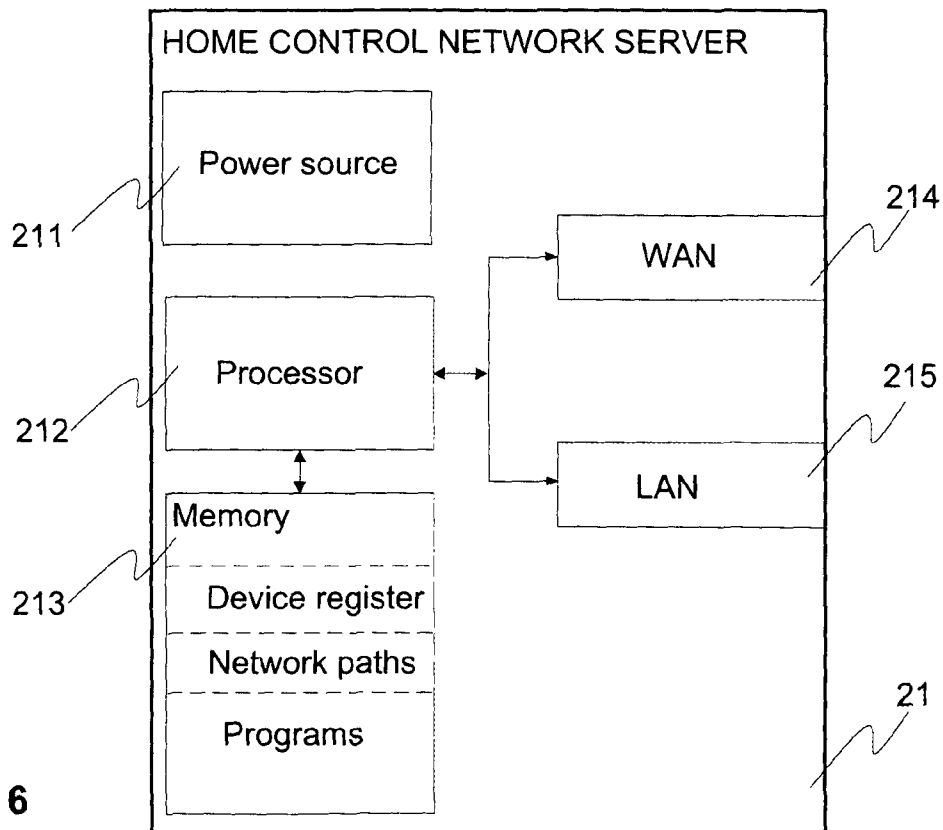 HOME CONTROL NETWORK SERVER
Power source
211
214
WAN
Processor
212
215
LAN
Memory
213
Device register
Network paths
Programs
21
6